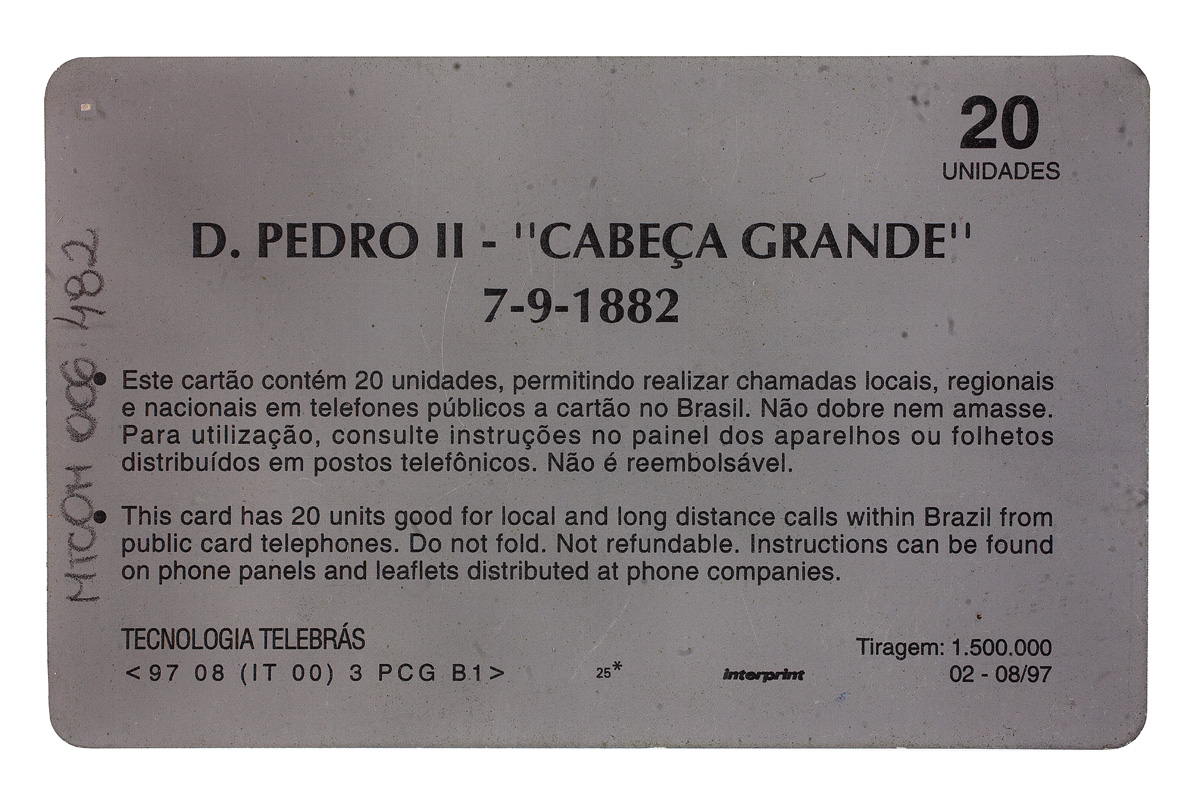 20
UNIDADES
D. PEDRO II - "CABEÇA GRANDE"
7-9-1882
• Este cartão contém 20 unidades, permitindo realizar chamadas locais, regionais
e nacionais em telefones públicos a cartão no Brasil. Não dobre nem amasse.
Para utilização, consulte instruções no painel dos aparelhos ou folhetos
distribuídos em postos telefônicos. Não é reembolsável.
• This card has 20 units good for local and long distance calls within Brazil from
public card telephones. Do not fold. Not refundable. Instructions can be found
on phone panels and leaflets distributed at phone companies.
TECNOLOGIA TELEBRÁS
<97 08 (IT 00) 3 PCG B1>
25*
interprint
Tiragem: 1.500.000
02 - 08/97
MTCOM 006 482